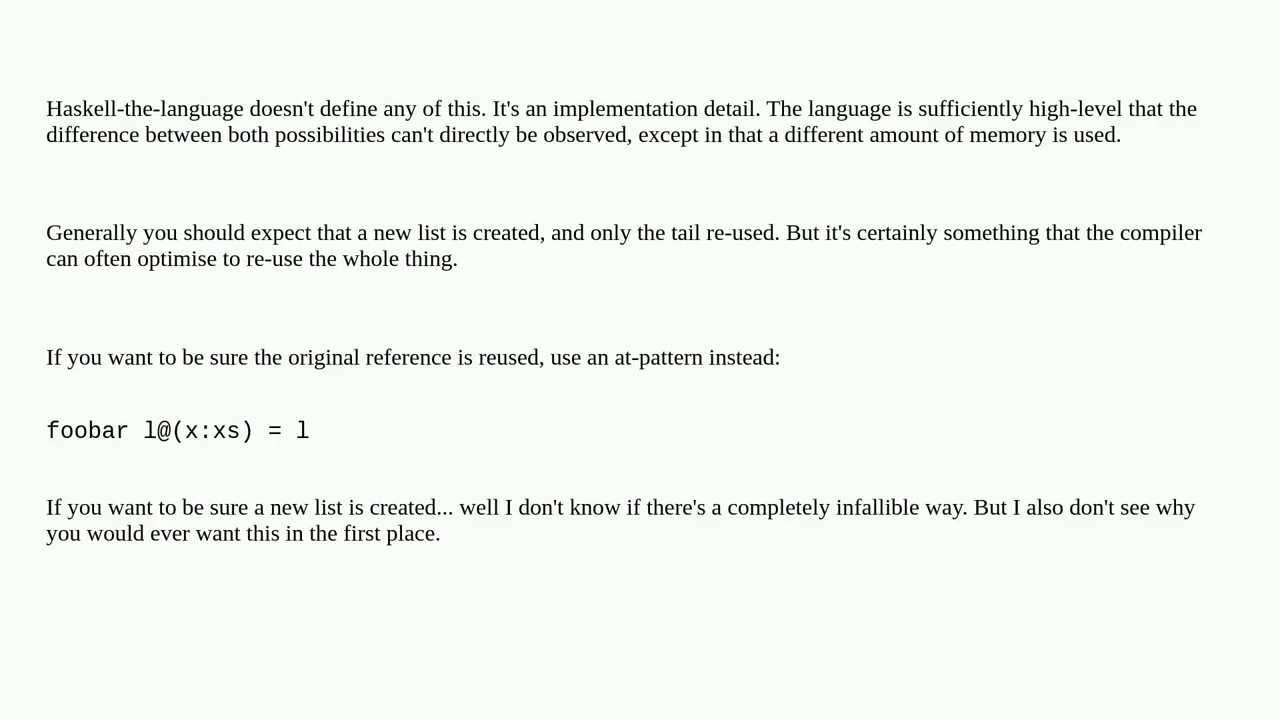 Haskell-the-language doesn't define any of this. It's an implementation detail. The language is sufficiently high-level that the
difference between both possibilities can't directly be observed, except in that a different amount of memory is used.
Generally you should expect that a new list is created, and only the tail re-used. But it's certainly something that the compiler
can often optimise to re-use the whole thing.
If you want to be sure the original reference is reused, use an at-pattern instead:
foobar l@(x:xs) = l
If you want to be sure a new list is created... well I don't know if there's a completely infallible way. But I also don't see why
you would ever want this in the first place.